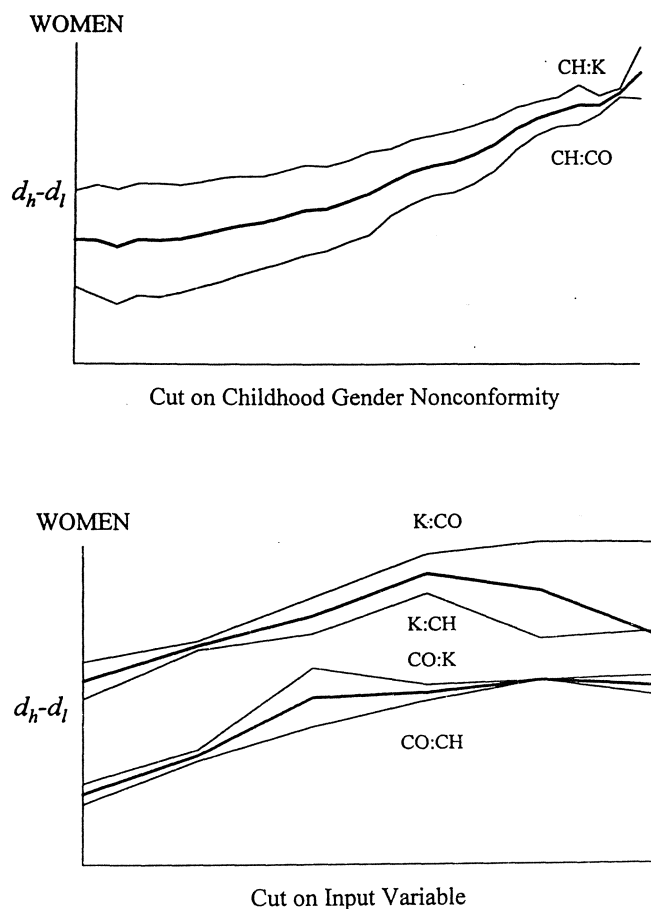 WOMEN
CH:K
CH:CO
d_h-d_l
Cut on Childhood Gender Nonconformity
WOMEN
K:CO
K:CH
CO:K
d_h-d_l
CO:CH
Cut on Input Variable